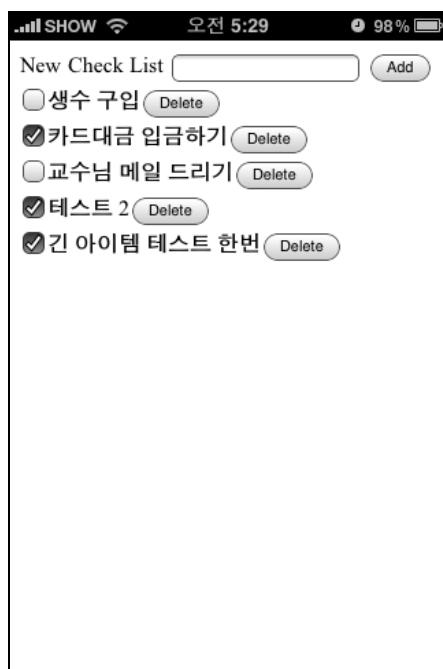 SHOW 오전 5:29 98%
New Check List Add
생수 구입 Delete
카드대금 입금하기 Delete
교수님 메일 드리기 Delete
테스트 2 Delete
긴 아이템 테스트 한번 Delete